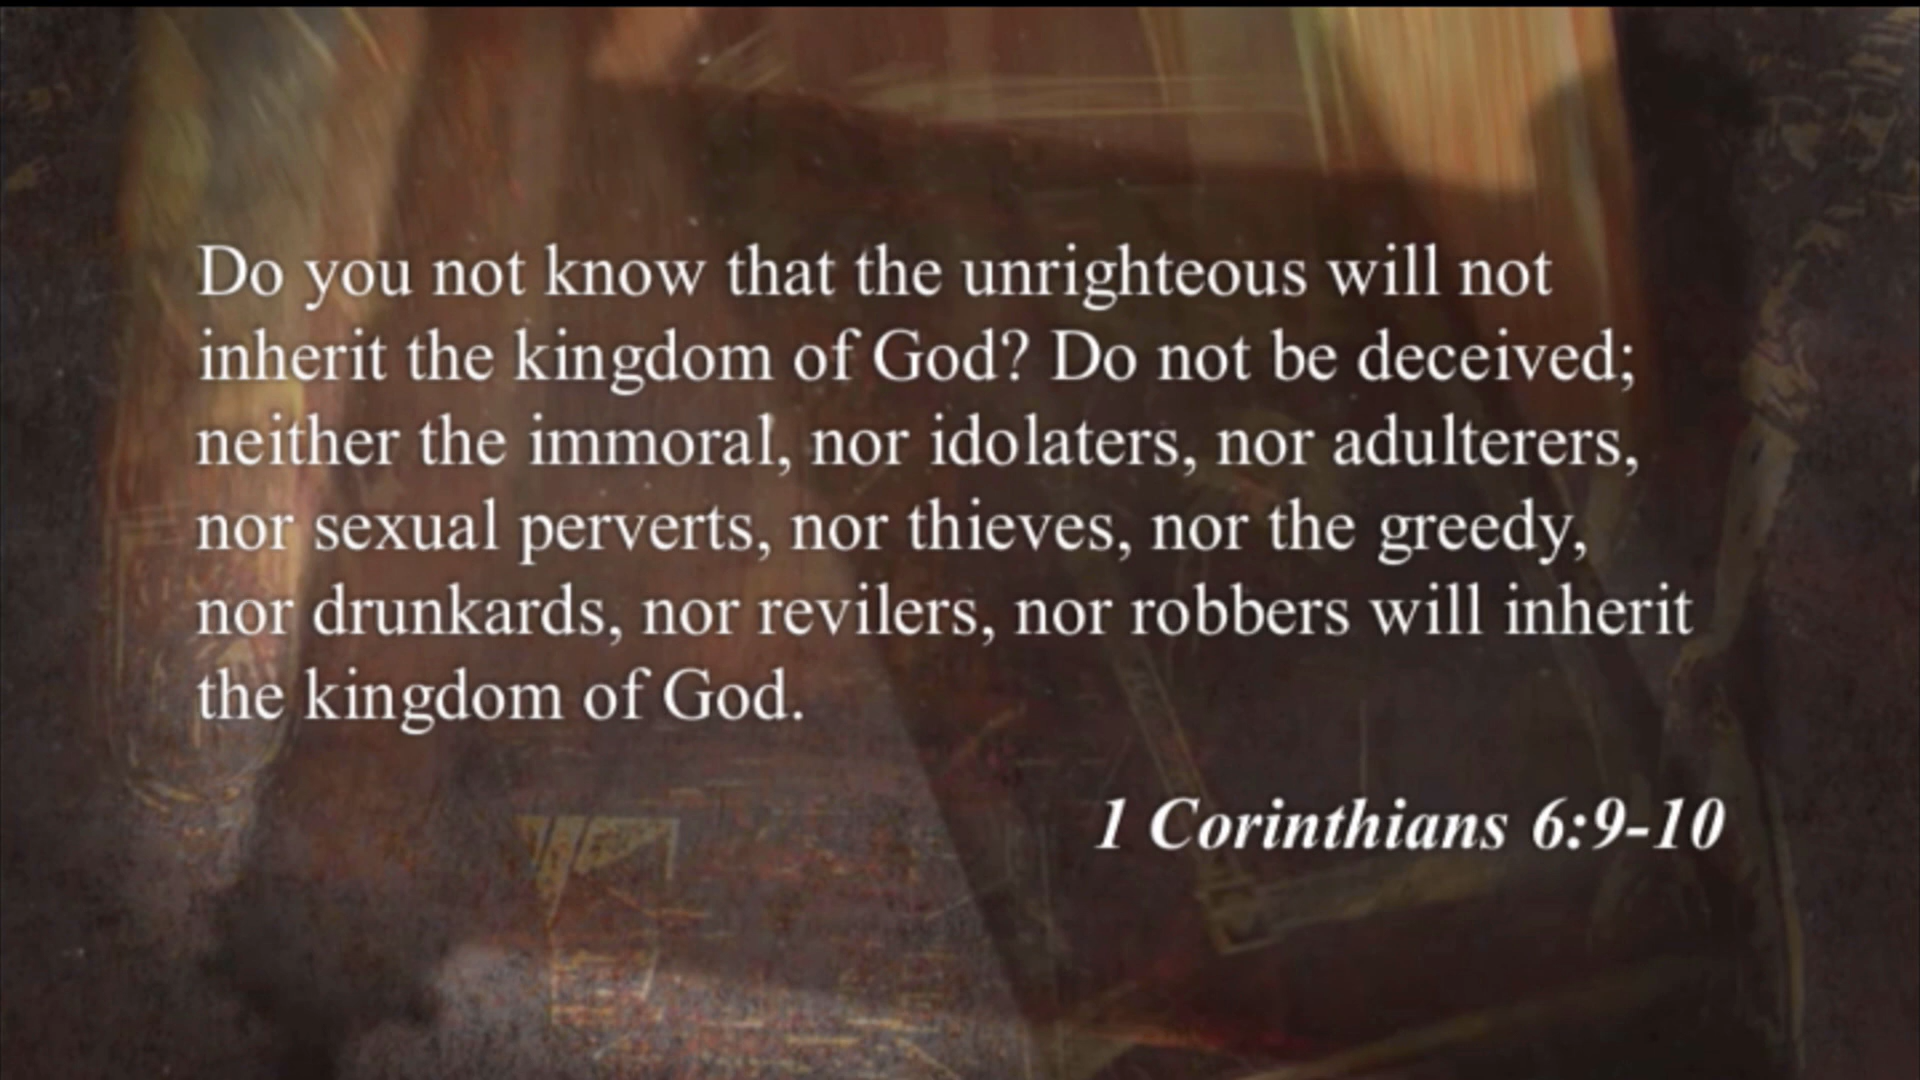 Do you not know that the unrighteous will not
inherit the kingdom of God? Do not be deceived;
neither the immoral, nor idolaters, nor adulterers,
nor sexual perverts, nor thieves, nor the greedy,
nor drunkards, nor revilers, nor robbers will inherit
the kingdom of God.
1 Corinthians 6:9-10